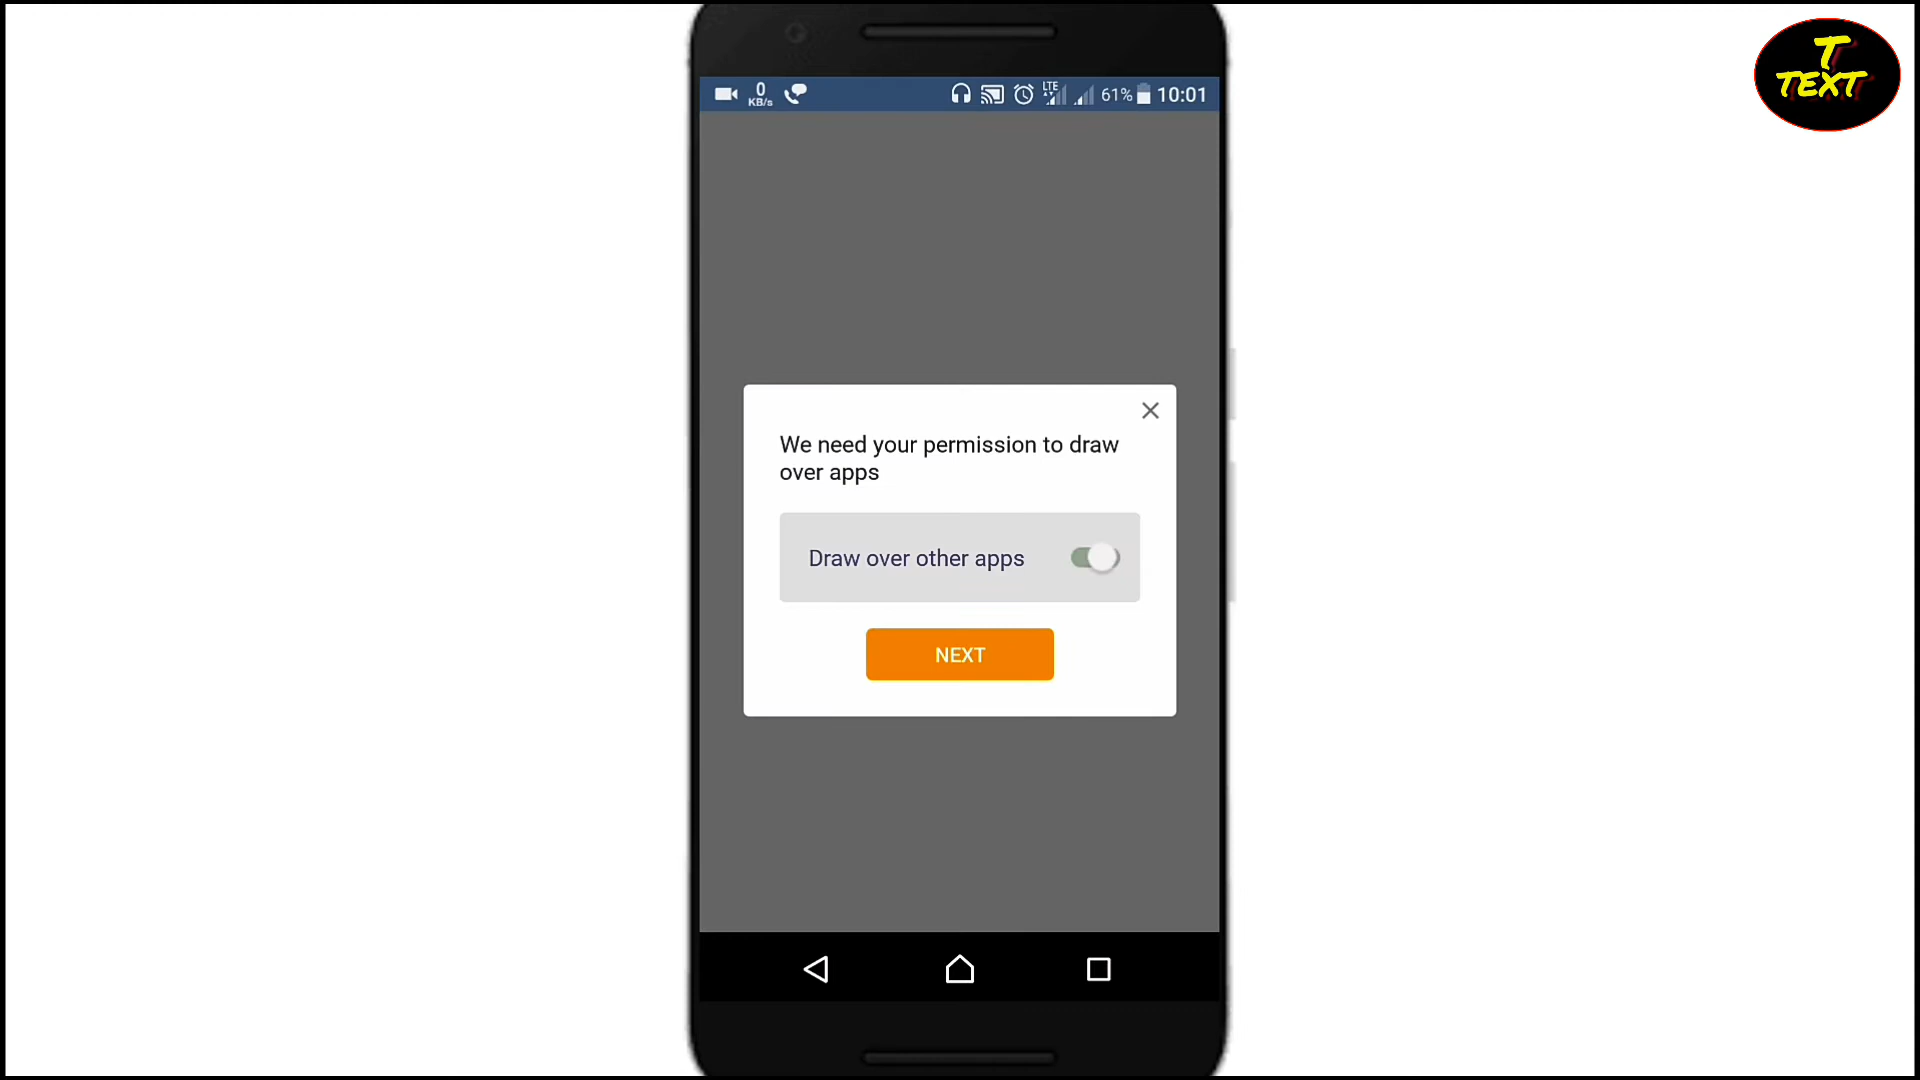 T
TEXT
0
KB/s
LTE
61%
10:01
We need your permission to draw
over apps
Draw over other apps
NEXT